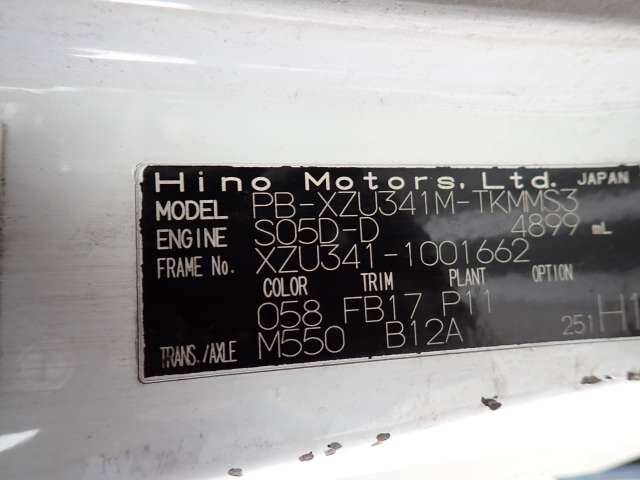 Hino Motors, Ltd. JAPAN
MODEL PB-XZU341M-TKMMS3
ENGINE S05D-D 4899 mL
FRAME No. XZU341-1001662
COLOR TRIM PLANT OPTION
058 FB17 P11
TRANS./AXLE M550 B12A 251H1